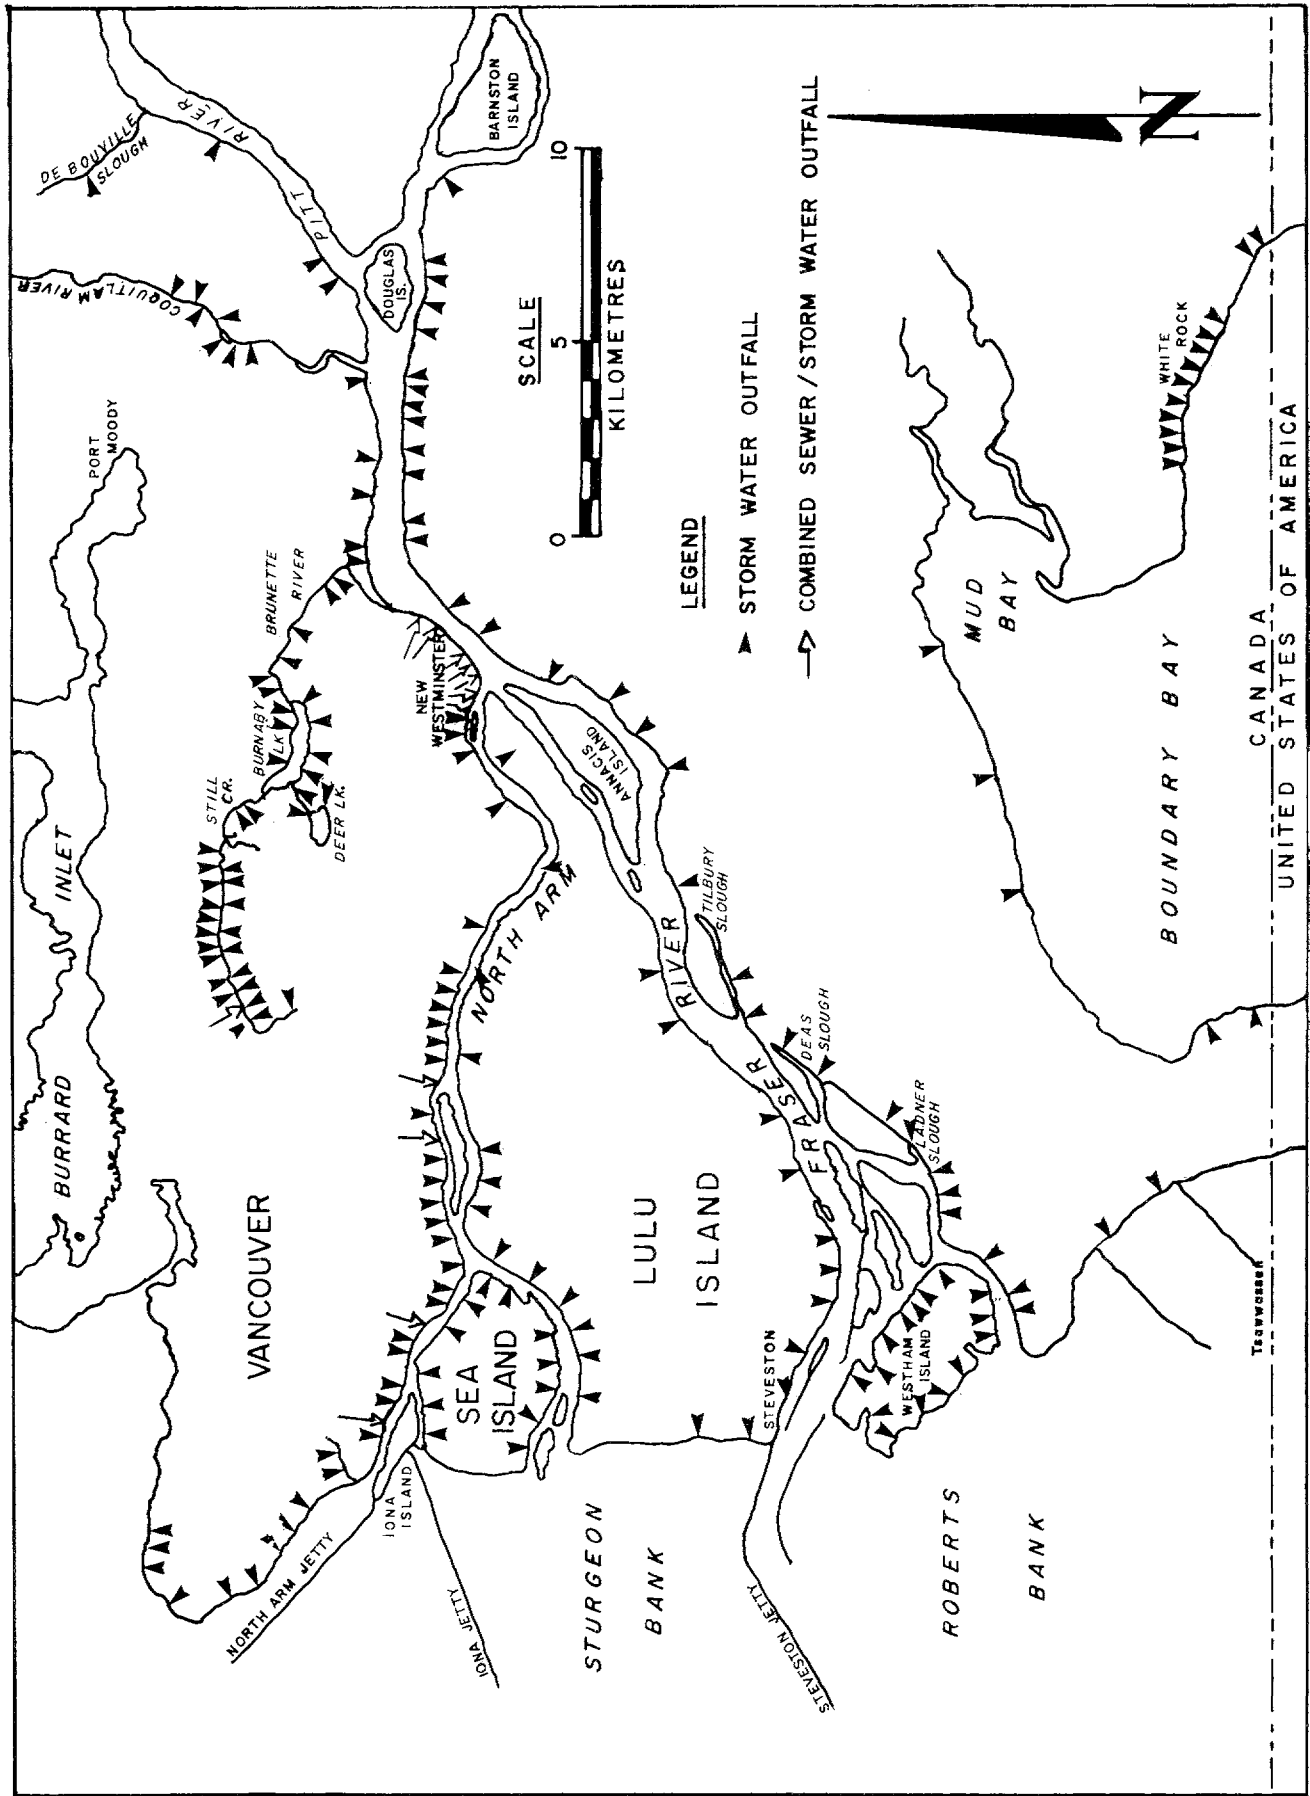 BURRARD
INLET
PORT
MOODY
COQUITLAM RIVER
DE BOUVILLE
SLOUGH
PITT
RIVER
VANCOUVER
STILL
CR.
BURNABY
LK
DEER LK.
BRUNETTE
RIVER
NEW
WESTMINSTER
DOUGLAS
IS.
BARNSTON
ISLAND
NORTH ARM JETTY
IONA
ISLAND
IONA JETTY
SEA
ISLAND
NORTH ARM
ANNACIS
ISLAND
SCALE
0
5
10
KILOMETRES
STURGEON
BANK
LULU
ISLAND
STEVESTON
STEVESTON JETTY
FRASER
RIVER
TILBURY
SLOUGH
DEAS
SLOUGH
LADNER
SLOUGH
WESTHAM
ISLAND
ROBERTS
BANK
LEGEND
STORM WATER OUTFALL
COMBINED SEWER/STORM WATER OUTFALL
N
MUD
BAY
BOUNDARY BAY
WHITE
ROCK
Tsawwassen
CANADA
UNITED STATES OF AMERICA